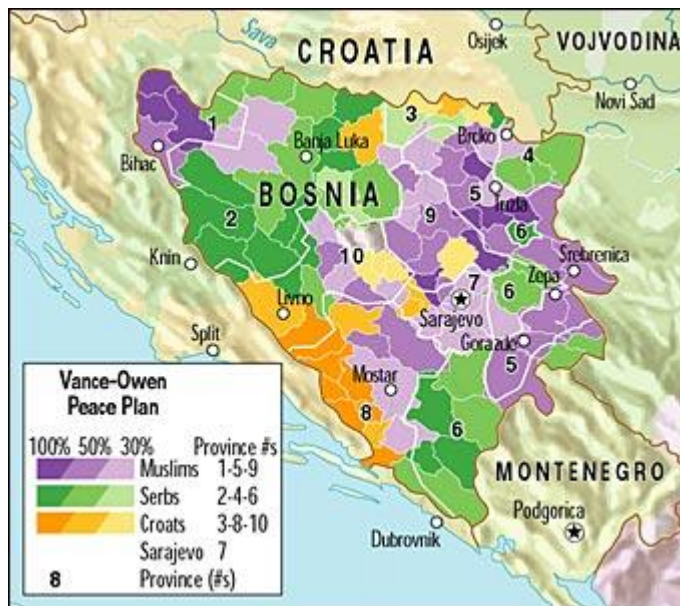 CROATIA
Sava
Osijek
VOJVODINA
Novi Sad
1
Bihac
Banja Luka
3
Brcko
4
BOSNIA
2
9
5
Tuzla
6
Srebrenica
Knin
10
7
6
Zepa
Livno
Sarajevo
Gorazde
5
Split
Mostar
8
6
MONTENEGRO
Podgorica
Dubrovnik
Vance-Owen
Peace Plan
100% 50% 30% Province #s
Muslims 1-5-9
Serbs 2-4-6
Croats 3-8-10
Sarajevo 7
8 Province (#s)